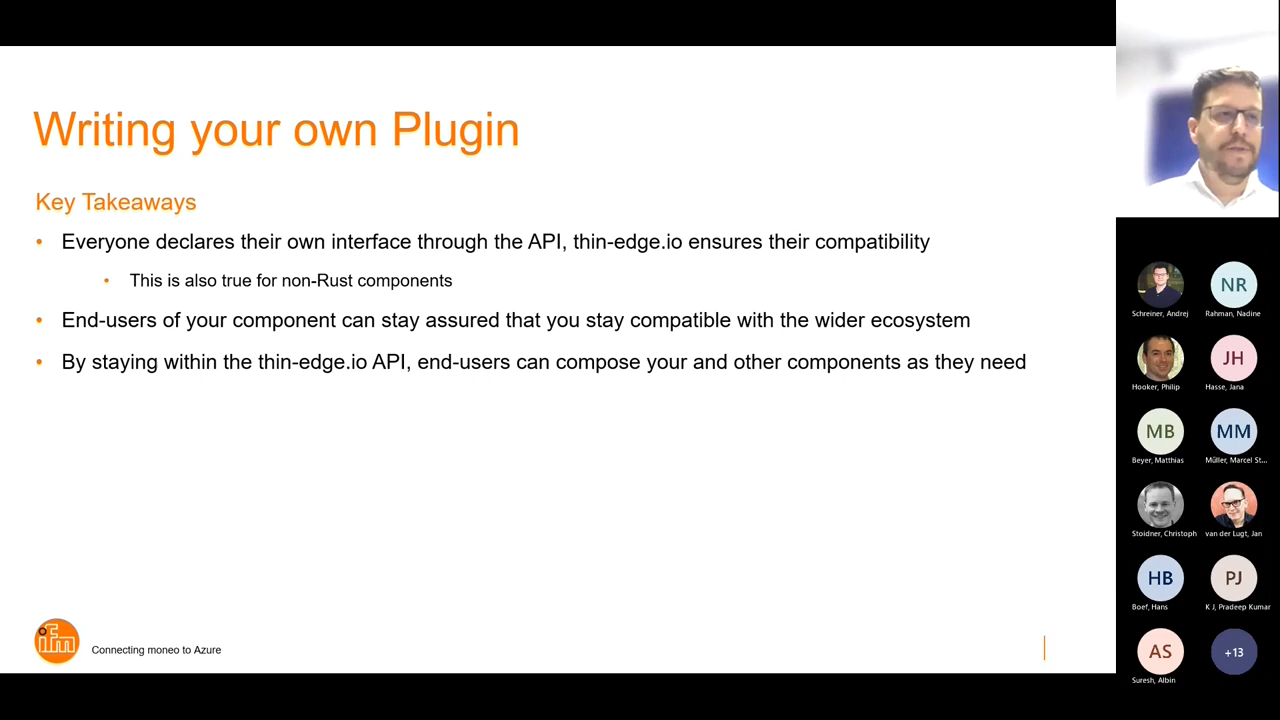 Writing your own Plugin
Key Takeaways
• Everyone declares their own interface through the API, thin-edge.io ensures their compatibility
• This is also true for non-Rust components
• End-users of your component can stay assured that you stay compatible with the wider ecosystem
• By staying within the thin-edge.io API, end-users can compose your and other components as they need
ifm
Connecting moneo to Azure
NR
Schreiner, Andrej
Rahman, Nadine
JH
Hooker, Philip
Hasse, Jana
MB
MM
Beyer, Matthias
Müller, Marcel St...
Stoidner, Christoph
van der Lugt, Jan
HB
PJ
Boef, Hans
K J, Pradeep Kumar
AS
+13
Suresh, Albin